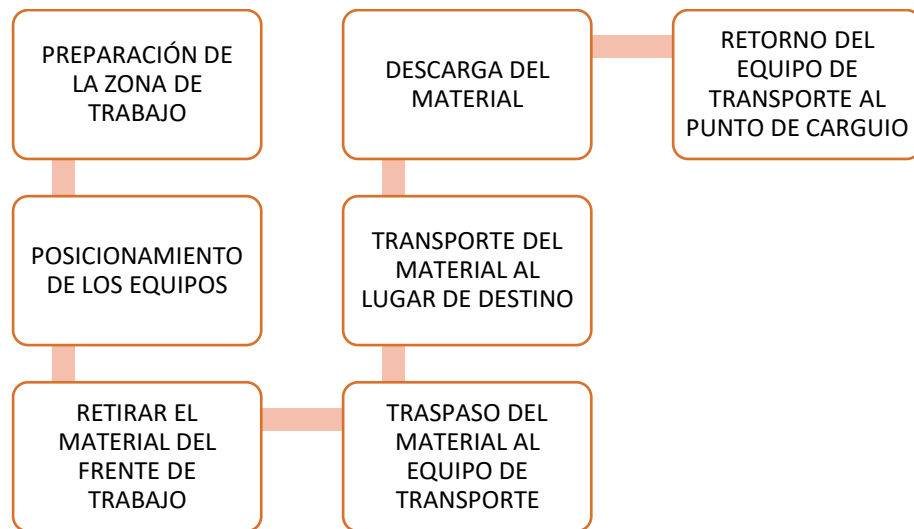 PREPARACIÓN DE
LA ZONA DE
TRABAJO
POSICIONAMIENTO
DE LOS EQUIPOS
RETIRAR EL
MATERIAL DEL
FRENTE DE
TRABAJO
TRASPASO DEL
MATERIAL AL
EQUIPO DE
TRANSPORTE
TRANSPORTE DEL
MATERIAL AL
LUGAR DE DESTINO
DESCARGA DEL
MATERIAL
RETORNO DEL
EQUIPO DE
TRANSPORTE AL
PUNTO DE CARGUIO